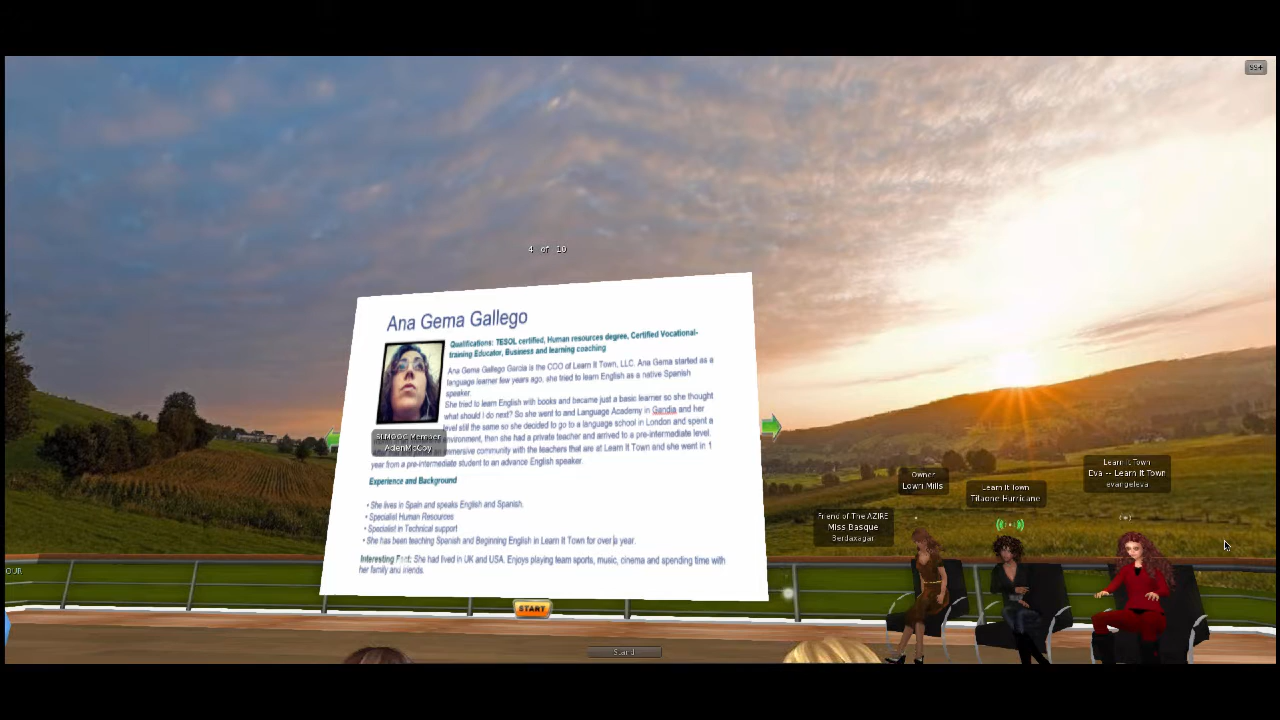 SS+
4 of 19
Ana Gema Gallego
Qualifications: TESOL certified, Human resources degree, Certified Vocational-
training Educator, Business and learning coaching
Ana Gema Gallego Garcia is the COO of Learn It Town, LLC. Ana Gema started as a
language learner few years ago, she tried to learn English as a native Spanish
speaker.
She tried to learn English with books and became just a basic learner so she thought
what should I do next? So she went to and Language Academy in Gandia and her
level still the same so she decided to go to a language school in London and spent a
environment, then she had a private teacher and arrived to a pre-intermediate level.
immersive community with the teachers that are at Learn It Town and she went in 1
year from a pre-intermediate student to an advance English speaker.
SLMOOC Member
AdenMcCoy
Experience and Background
• She lives in Spain and speaks English and Spanish.
• Specialist Human Resources
• Specialist in Technical support
• She has been teaching Spanish and Beginning English in Learn It Town for over a year.
Interesting Fact: She had lived in UK and USA. Enjoys playing team sports, music, cinema and spending time with
her family and friends.
START
Stand
OUR
Friend of The AZIRE
Miss Basque
Berdaxagar
Owner
Lowri Mills
Learn It Town
Tilaone Hurricane
Learn It Town
Eva -- Learn It Town
evangeleva